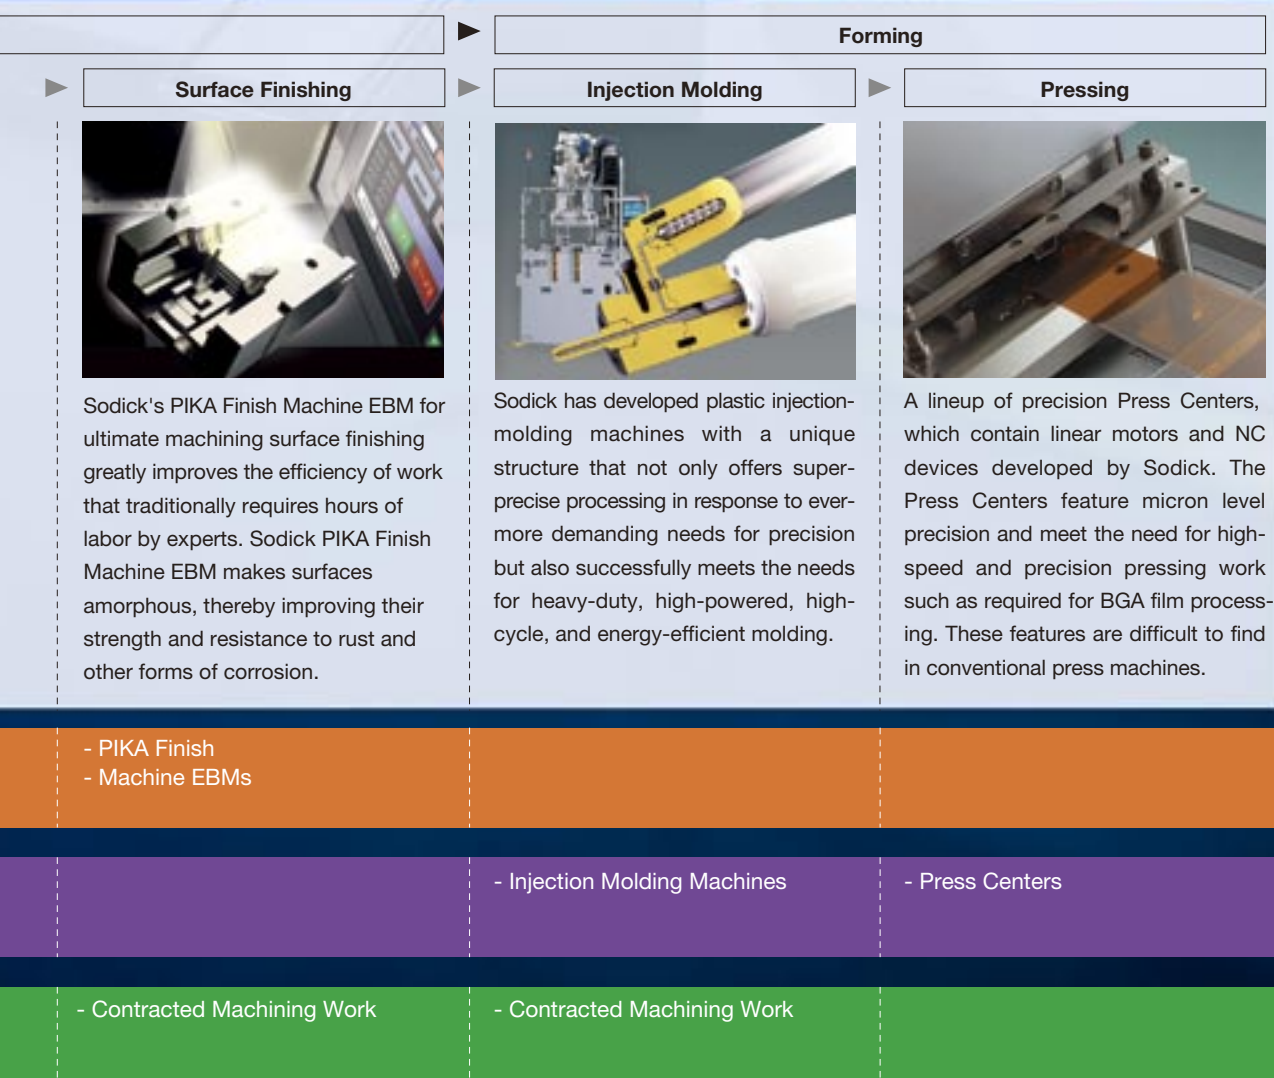 Forming
Surface Finishing
Injection Molding
Pressing
Sodick's PIKA Finish Machine EBM for
ultimate machining surface finishing
greatly improves the efficiency of work
that traditionally requires hours of
labor by experts. Sodick PIKA Finish
Machine EBM makes surfaces
amorphous, thereby improving their
strength and resistance to rust and
other forms of corrosion.
Sodick has developed plastic injection-
molding machines with a unique
structure that not only offers super-
precise processing in response to ever-
more demanding needs for precision
but also successfully meets the needs
for heavy-duty, high-powered, high-
cycle, and energy-efficient molding.
A lineup of precision Press Centers,
which contain linear motors and NC
devices developed by Sodick. The
Press Centers feature micron level
precision and meet the need for high-
speed and precision pressing work
such as required for BGA film process-
ing. These features are difficult to find
in conventional press machines.
- PIKA Finish
- Machine EBMs
- Injection Molding Machines
- Press Centers
- Contracted Machining Work
- Contracted Machining Work